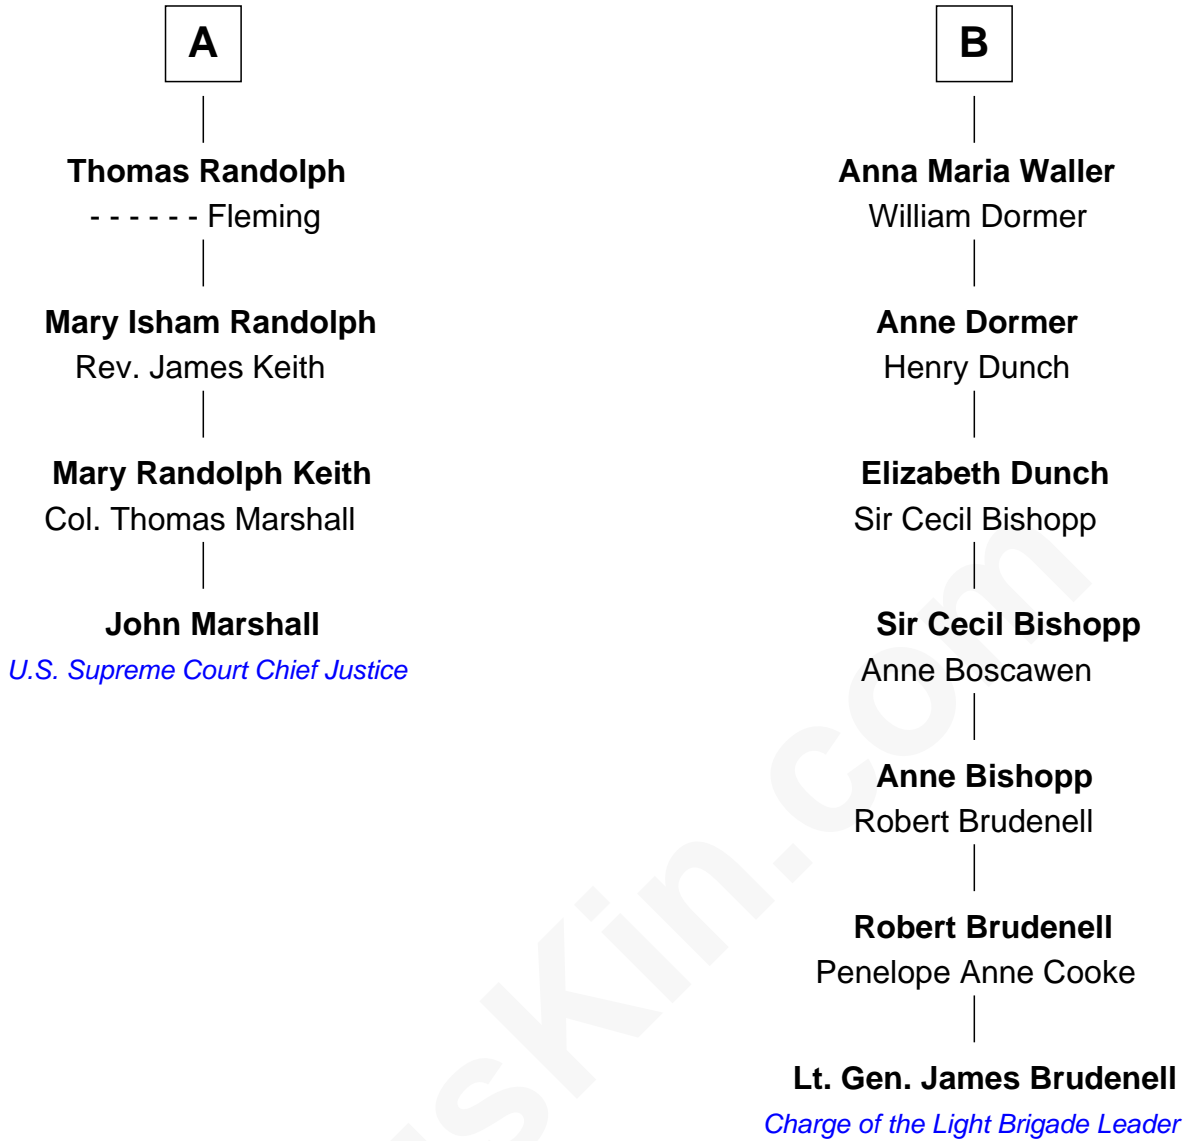 A
Thomas Randolph
- - - - - - Fleming
Mary Isham Randolph
Rev. James Keith
Mary Randolph Keith
Col. Thomas Marshall
John Marshall
U.S. Supreme Court Chief Justice
B
Anna Maria Waller
William Dormer
Anne Dormer
Henry Dunch
Elizabeth Dunch
Sir Cecil Bishopp
Sir Cecil Bishopp
Anne Boscawen
Anne Bishopp
Robert Brudenell
Robert Brudenell
Penelope Anne Cooke
Lt. Gen. James Brudenell
Charge of the Light Brigade Leader